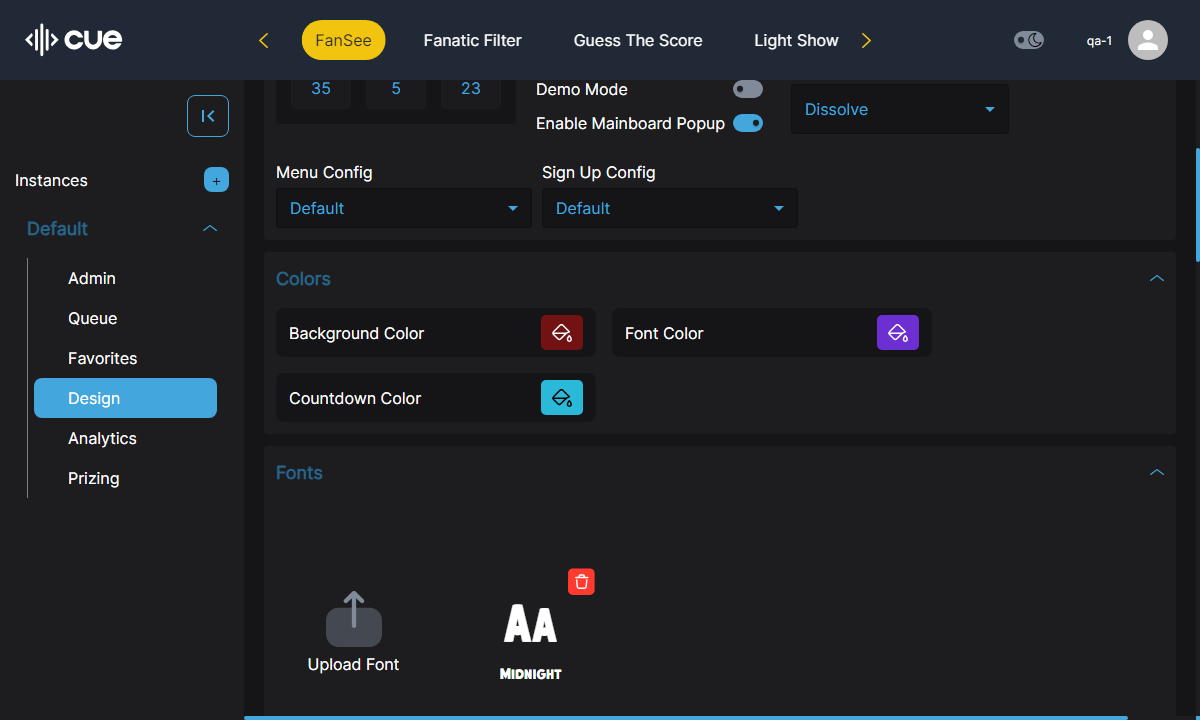 cue
FanSee
Fanatic Filter
Guess The Score
Light Show
qa-1
Instances
+
Default
Admin
Queue
Favorites
Design
Analytics
Prizing
35
5
23
Demo Mode
Enable Mainboard Popup
Dissolve
Menu Config
Sign Up Config
Default
Default
Colors
Background Color
Font Color
Countdown Color
Fonts
Upload Font
AA
MIDNIGHT